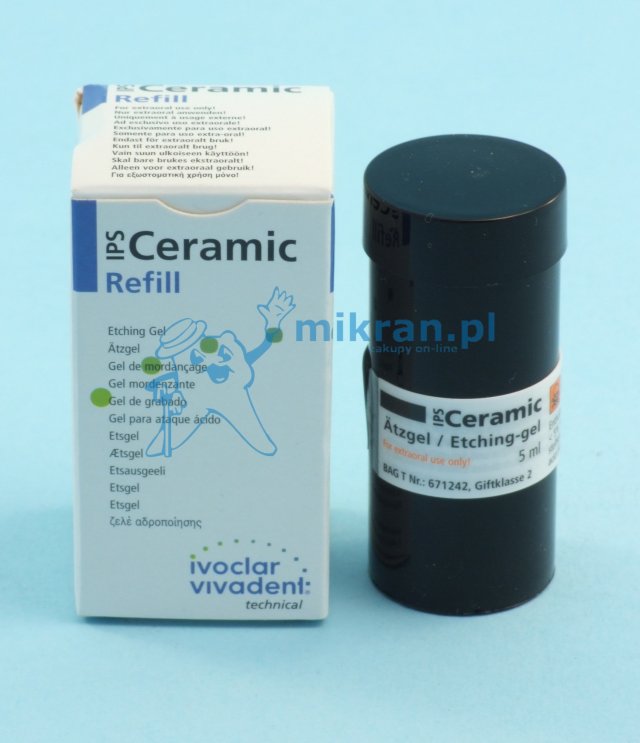 IPS Ceramic
Refill
For extraoral use only!
Nur extraoral anwenden!
Uniquement à usage externe!
Ad esclusivo uso extraorale!
Exclusivamente para uso extraoral!
Somente para uso extra-oral!
Endast för extraoralt bruk!
Kun til extraoralt brug!
Vain suun ulkoiseen käyttöön!
Skal bare brukes ekstraoralt!
Alleen voor extraoraal gebruik!
Για εξωστοματική χρήση μόνο!
IPS Ceramic
Refill
Etching Gel
Ätzgel
Gel de mordançage
Gel mordenzante
Gel de grabado
Gel para ataque ácido
Etsgel
Ætsgel
Etsausgeeli
Etsgel
Etsgel
ζελέ αδροποίησης
ivoclar
vivadent:
technical
mikran.pl
zakupy on-line
IPS Ceramic
Ätzgel / Etching-gel
for extraoral use only!
5 ml
BAG T Nr.: 671242, Giftklasse 2